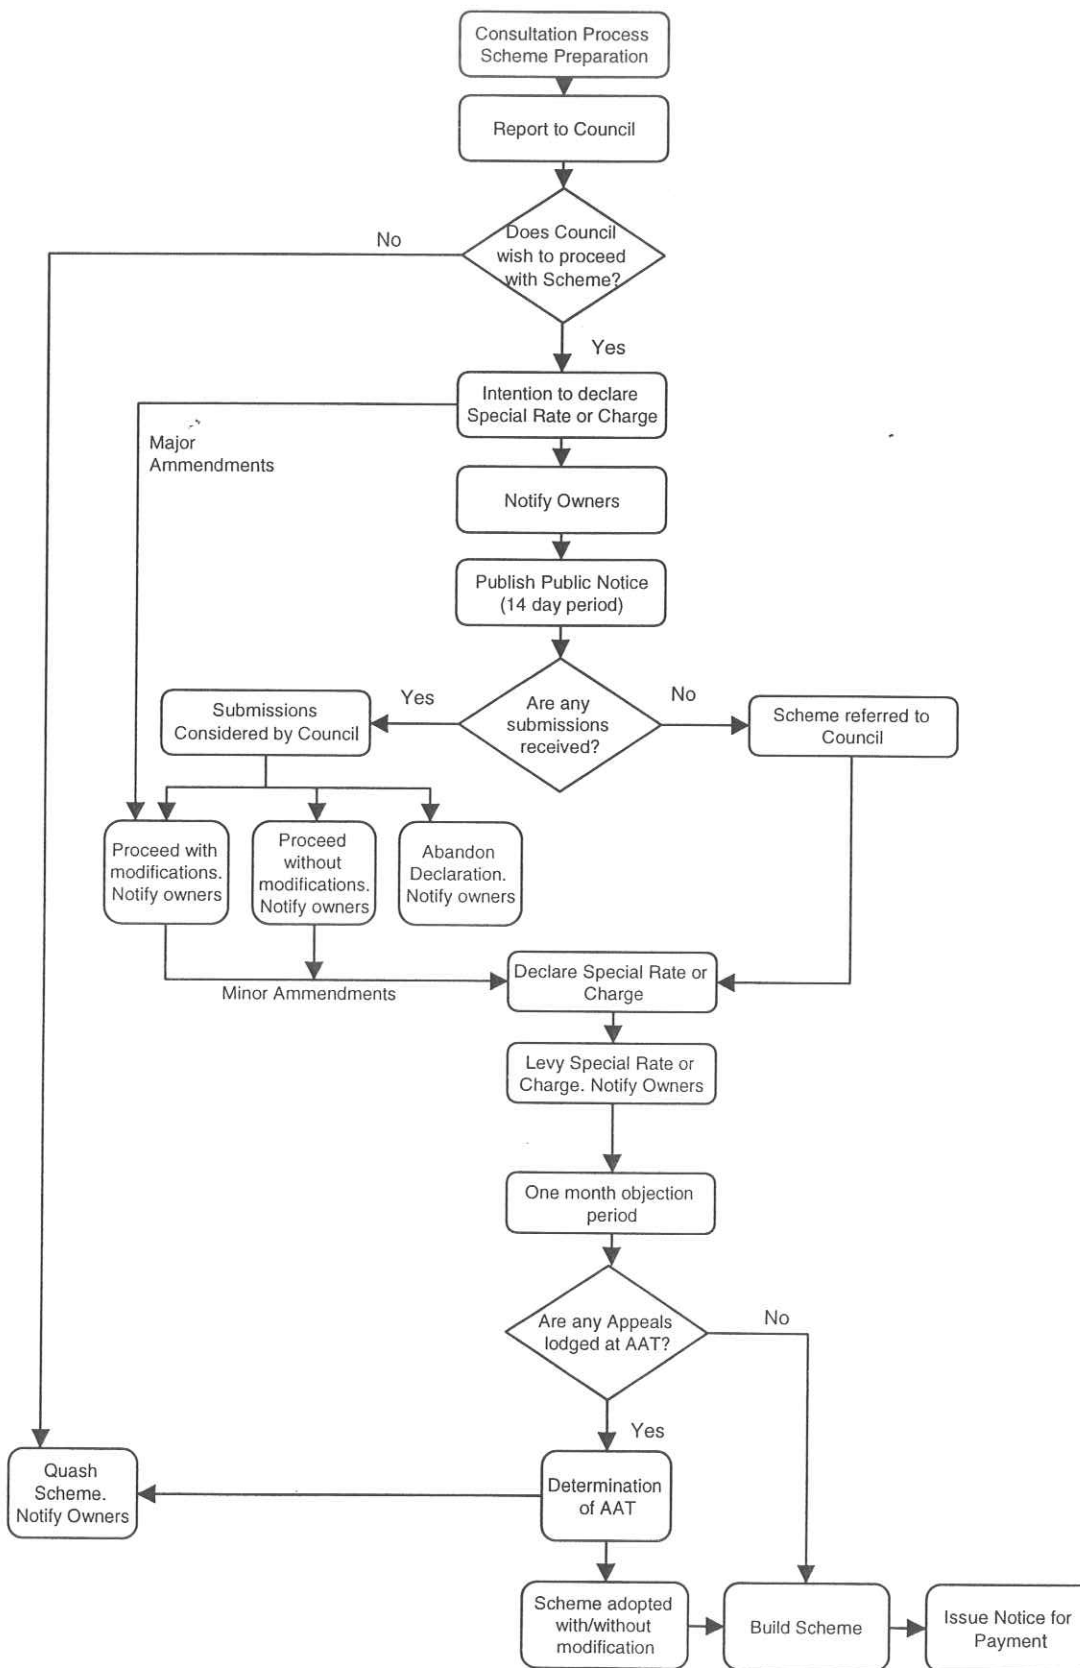 Consultation Process
Scheme Preparation
Report to Council
Does Council
wish to proceed
with Scheme?
No
Yes
Intention to declare
Special Rate or Charge
Major
Ammendments
Notify Owners
Publish Public Notice
(14 day period)
Are any
submissions
received?
Yes
No
Submissions
Considered by Council
Scheme referred to
Council
Proceed with
modifications.
Notify owners
Proceed
without
modifications.
Notify owners
Abandon
Declaration.
Notify owners
Minor Ammendments
Declare Special Rate or
Charge
Levy Special Rate or
Charge. Notify Owners
One month objection
period
Are any Appeals
lodged at AAT?
No
Yes
Quash
Scheme.
Notify Owners
Determination
of AAT
Scheme adopted
with/without
modification
Build Scheme
Issue Notice for
Payment